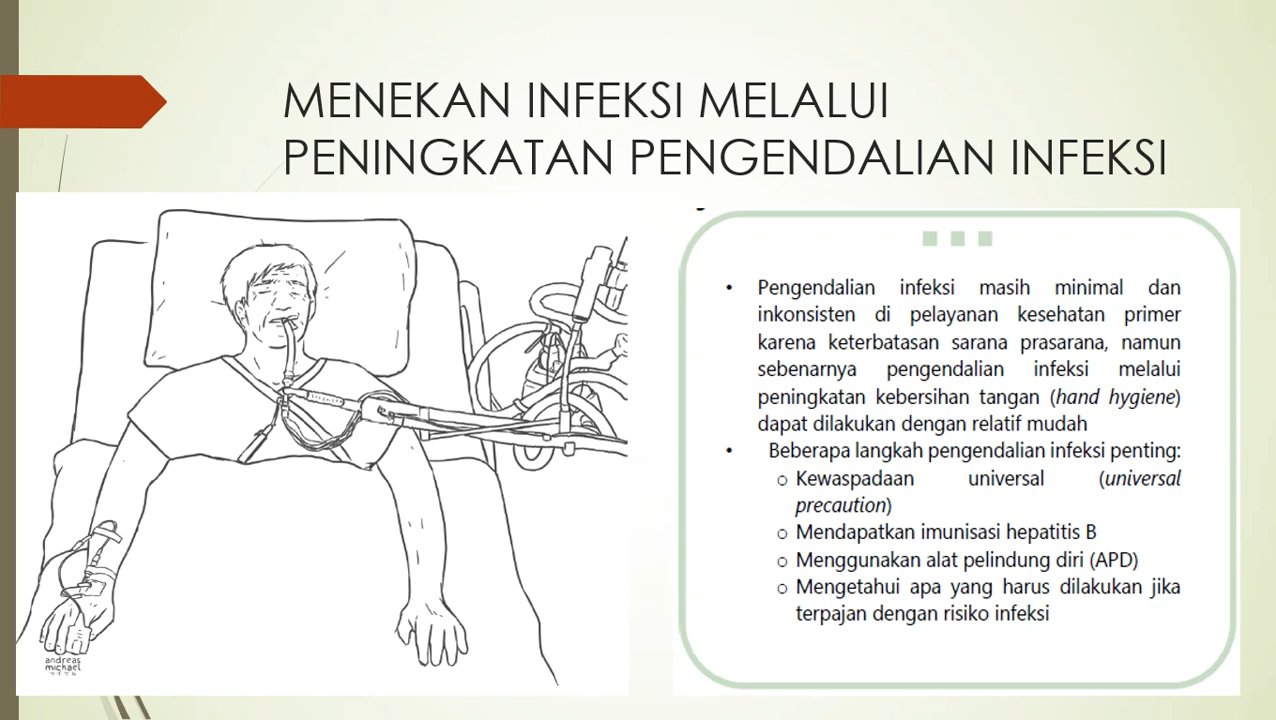 MENEKAN INFEKSI MELALUI
PENINGKATAN PENGENDALIAN INFEKSI
• Pengendalian infeksi masih minimal dan
inkonsisten di pelayanan kesehatan primer
karena keterbatasan sarana prasarana, namun
sebenarnya pengendalian infeksi melalui
peningkatan kebersihan tangan (hand hygiene)
dapat dilakukan dengan relatif mudah
• Beberapa langkah pengendalian infeksi penting:
o Kewaspadaan universal (universal
precaution)
o Mendapatkan imunisasi hepatitis B
o Menggunakan alat pelindung diri (APD)
o Mengetahui apa yang harus dilakukan jika
terpajan dengan risiko infeksi
andreas
michael